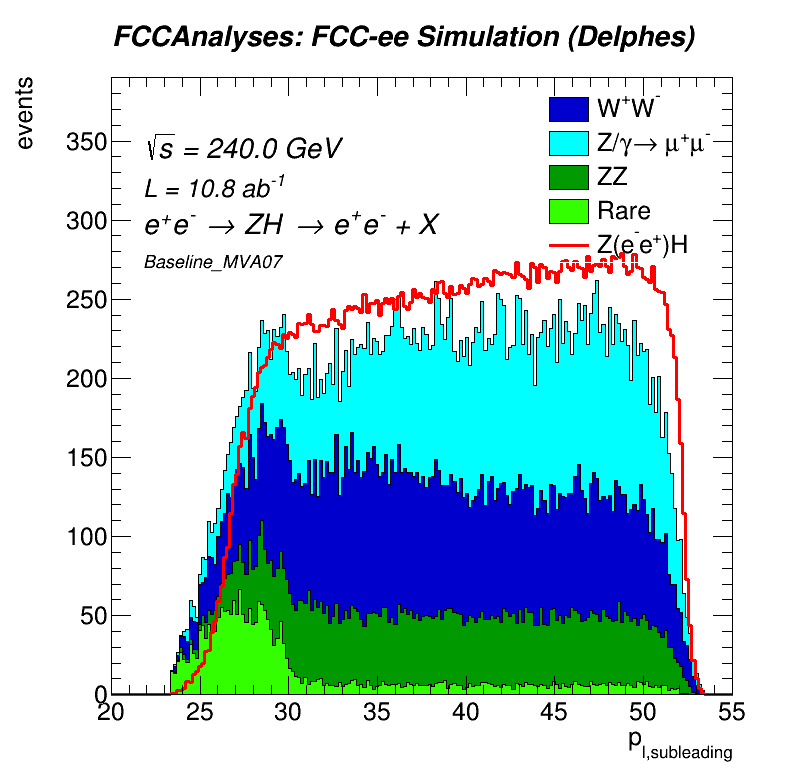 FCCAnalyses: FCC-ee Simulation (Delphes)
events
√s = 240.0 GeV
L = 10.8 ab⁻¹
e⁺e⁻ → ZH → e⁺e⁻ + X
Baseline_MVA07
W⁺W⁻
Z/γ→ μ⁺μ⁻
ZZ
Rare
Z(e⁻e⁺)H
350
300
250
200
150
100
50
0
20 25 30 35 40 45 50 55
p_l,subleading